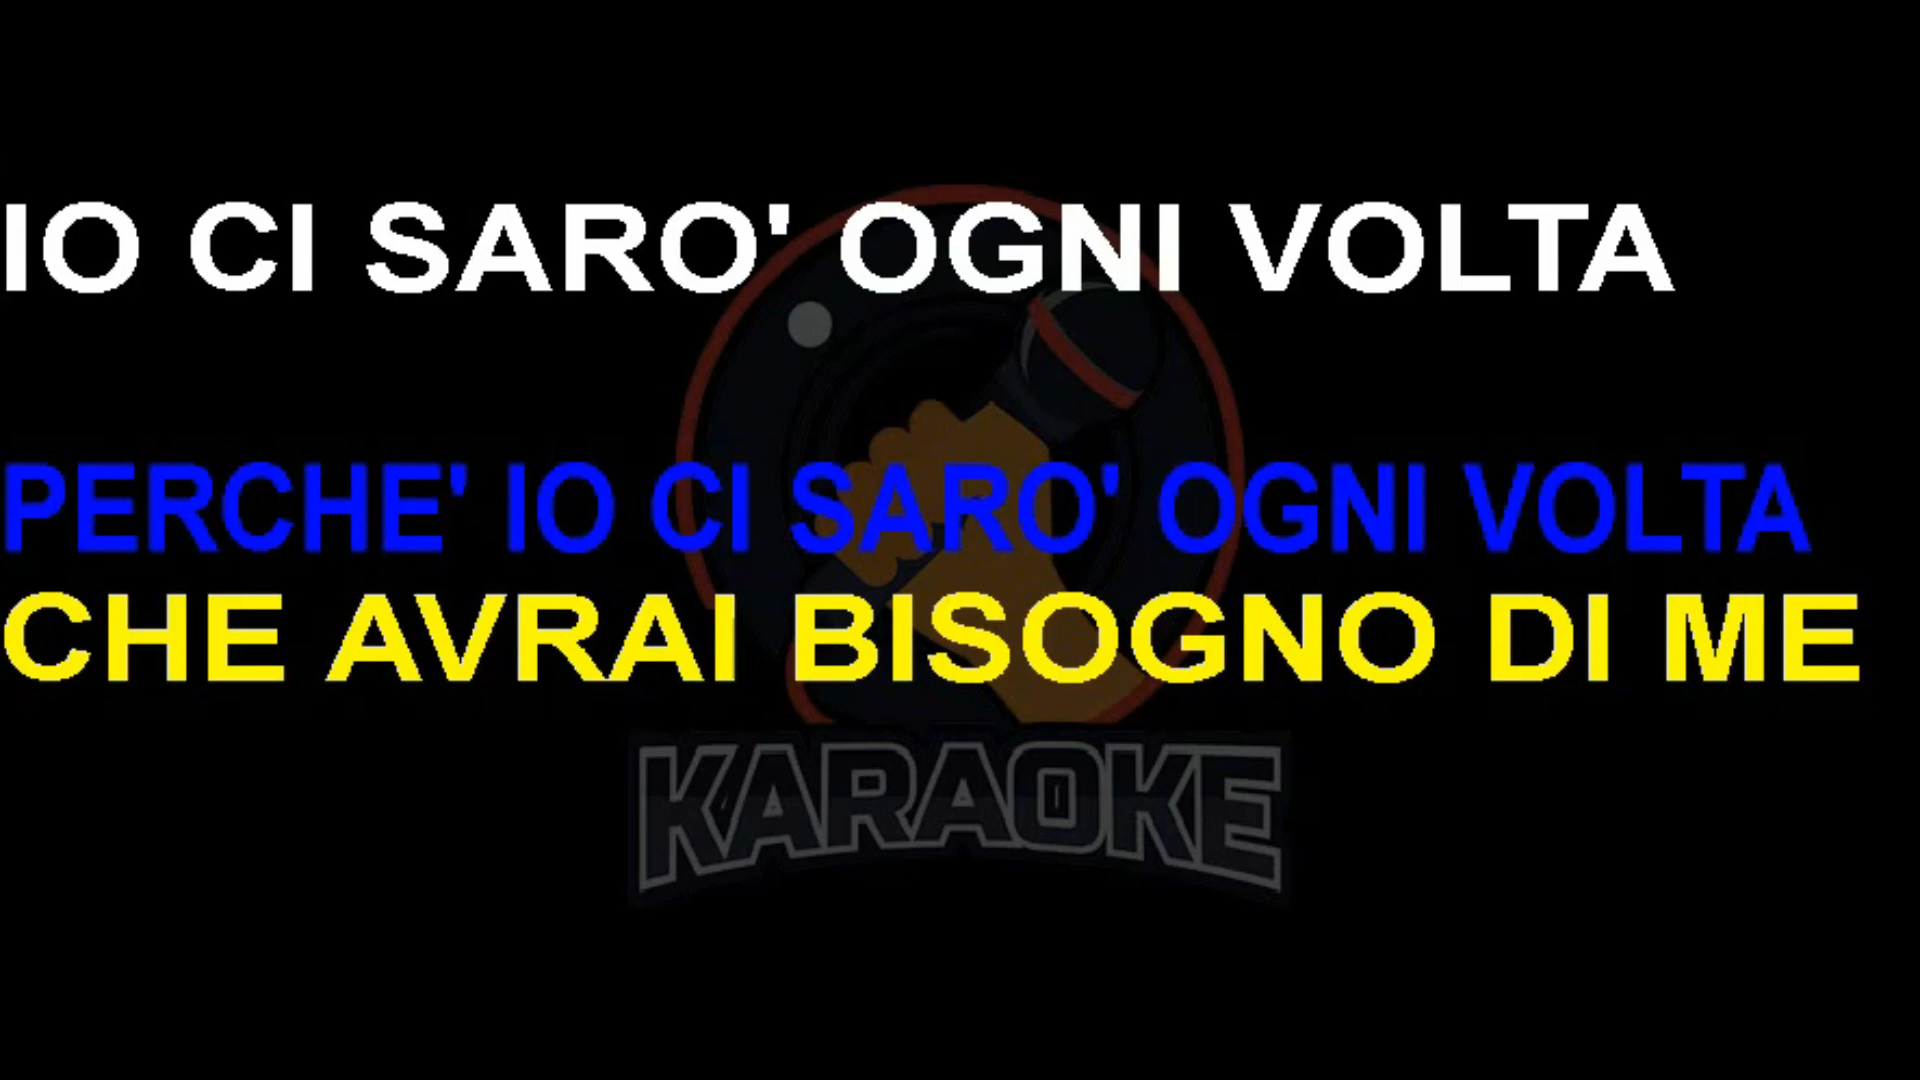 IO CI SARO' OGNI VOLTA
PERCHE' IO CI SARO' OGNI VOLTA
CHE AVRAI BISOGNO DI ME
KARAOKE